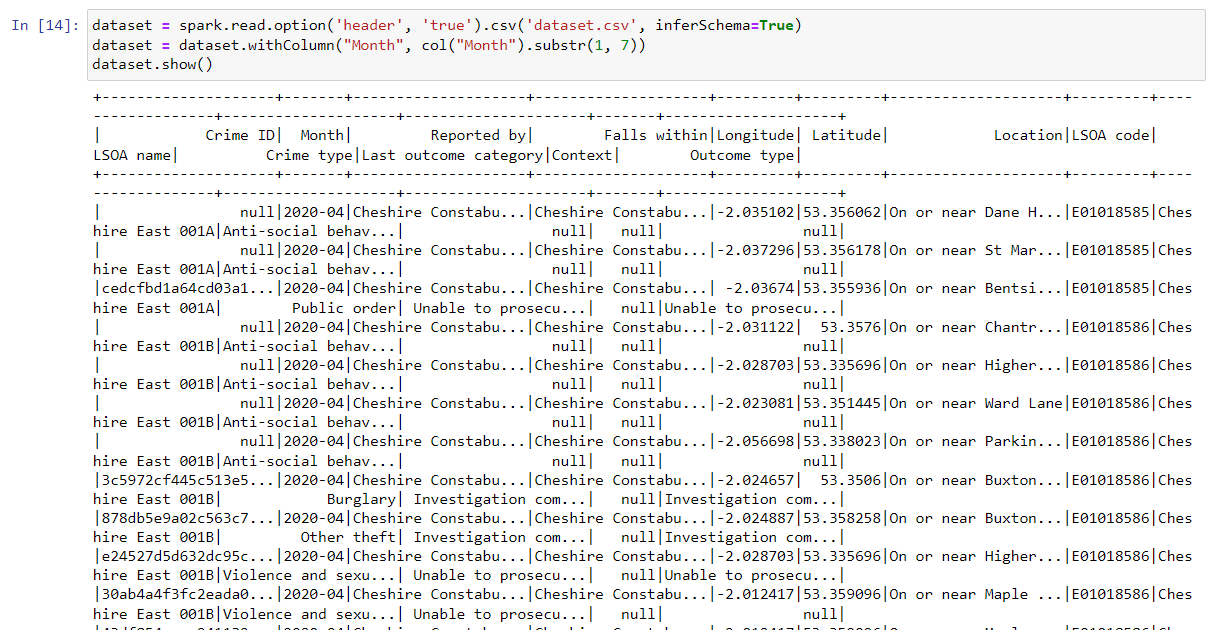 In [14]: dataset = spark.read.option('header', 'true').csv('dataset.csv', inferSchema=True)
dataset = dataset.withColumn("Month", col("Month").substr(1, 7))
dataset.show()
+--------------------+-------+--------------------+--------------------+---------+---------+--------------------+---------+----
--------------+--------------------+---------------------+-------+--------------------+
|            Crime ID|  Month|         Reported by|        Falls within|Longitude| Latitude|            Location|LSOA code|
LSOA name|          Crime type|Last outcome category|Context|        Outcome type|
+--------------------+-------+--------------------+--------------------+---------+---------+--------------------+---------+----
--------------+--------------------+---------------------+-------+--------------------+
|                null|2020-04|Cheshire Constabu...|Cheshire Constabu...|-2.035102|53.356062|On or near Dane H...|E01018585|Ches
hire East 001A|Anti-social behav...|                 null|   null|                null|
|                null|2020-04|Cheshire Constabu...|Cheshire Constabu...|-2.037296|53.356178|On or near St Mar...|E01018585|Ches
hire East 001A|Anti-social behav...|                 null|   null|                null|
|cedcfbd1a64cd03a1...|2020-04|Cheshire Constabu...|Cheshire Constabu...| -2.03674|53.355936|On or near Bentsi...|E01018585|Ches
hire East 001A|        Public order| Unable to prosecu...|   null|Unable to prosecu...|
|                null|2020-04|Cheshire Constabu...|Cheshire Constabu...|-2.031122|  53.3576|On or near Chantr...|E01018586|Ches
hire East 001B|Anti-social behav...|                 null|   null|                null|
|                null|2020-04|Cheshire Constabu...|Cheshire Constabu...|-2.028703|53.335696|On or near Higher...|E01018586|Ches
hire East 001B|Anti-social behav...|                 null|   null|                null|
|                null|2020-04|Cheshire Constabu...|Cheshire Constabu...|-2.023081|53.351445|On or near Ward Lane|E01018586|Ches
hire East 001B|Anti-social behav...|                 null|   null|                null|
|                null|2020-04|Cheshire Constabu...|Cheshire Constabu...|-2.056698|53.338023|On or near Parkin...|E01018586|Ches
hire East 001B|Anti-social behav...|                 null|   null|                null|
|3c5972cf445c513e5...|2020-04|Cheshire Constabu...|Cheshire Constabu...|-2.024657|  53.3506|On or near Buxton...|E01018586|Ches
hire East 001B|            Burglary| Investigation com...|   null|Investigation com...|
|878db5e9a02c563c7...|2020-04|Cheshire Constabu...|Cheshire Constabu...|-2.024887|53.358258|On or near Buxton...|E01018586|Ches
hire East 001B|         Other theft| Investigation com...|   null|Investigation com...|
|e24527d5d632dc95c...|2020-04|Cheshire Constabu...|Cheshire Constabu...|-2.028703|53.335696|On or near Higher...|E01018586|Ches
hire East 001B|Violence and sexu...| Unable to prosecu...|   null|Unable to prosecu...|
|30ab4a4f3fc2eada0...|2020-04|Cheshire Constabu...|Cheshire Constabu...|-2.012417|53.359096|On or near Maple ...|E01018586|Ches
hire East 001B|Violence and sexu...| Unable to prosecu...|   null|                null|